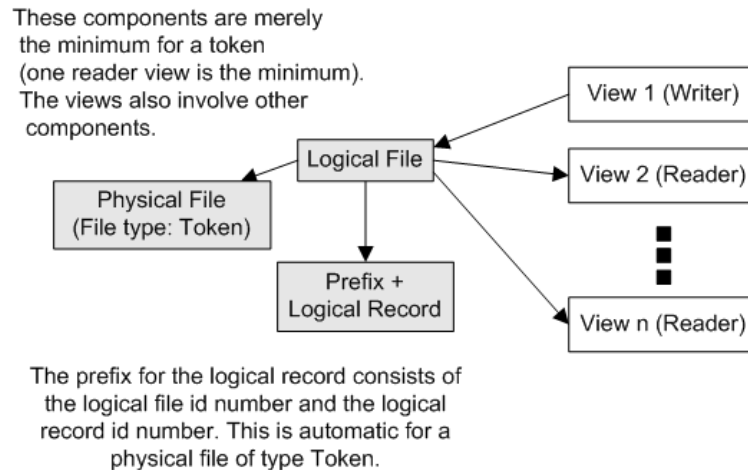 These components are merely
the minimum for a token
(one reader view is the minimum).
The views also involve other
components.
View 1 (Writer)
Logical File
View 2 (Reader)
Physical File
(File type: Token)
Prefix +
Logical Record
View n (Reader)
The prefix for the logical record consists of
the logical file id number and the logical
record id number. This is automatic for a
physical file of type Token.